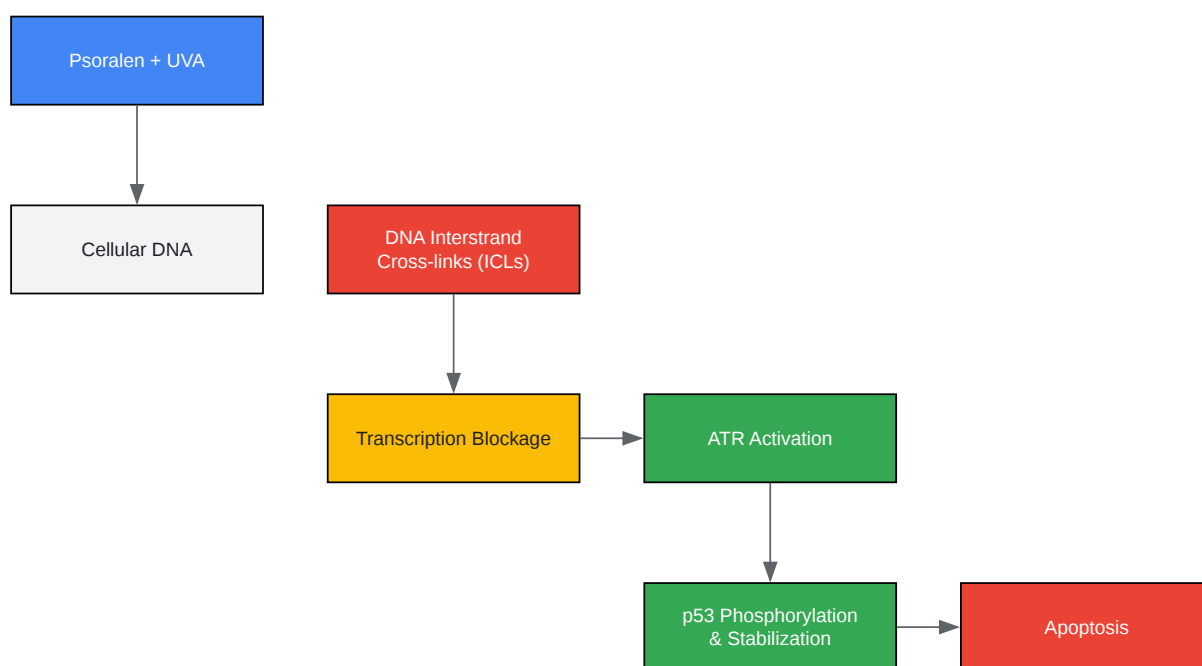 Psoralen + UVA
Cellular DNA
DNA Interstrand
Cross-links (ICLs)
Transcription Blockage
ATR Activation
p53 Phosphorylation
& Stabilization
Apoptosis